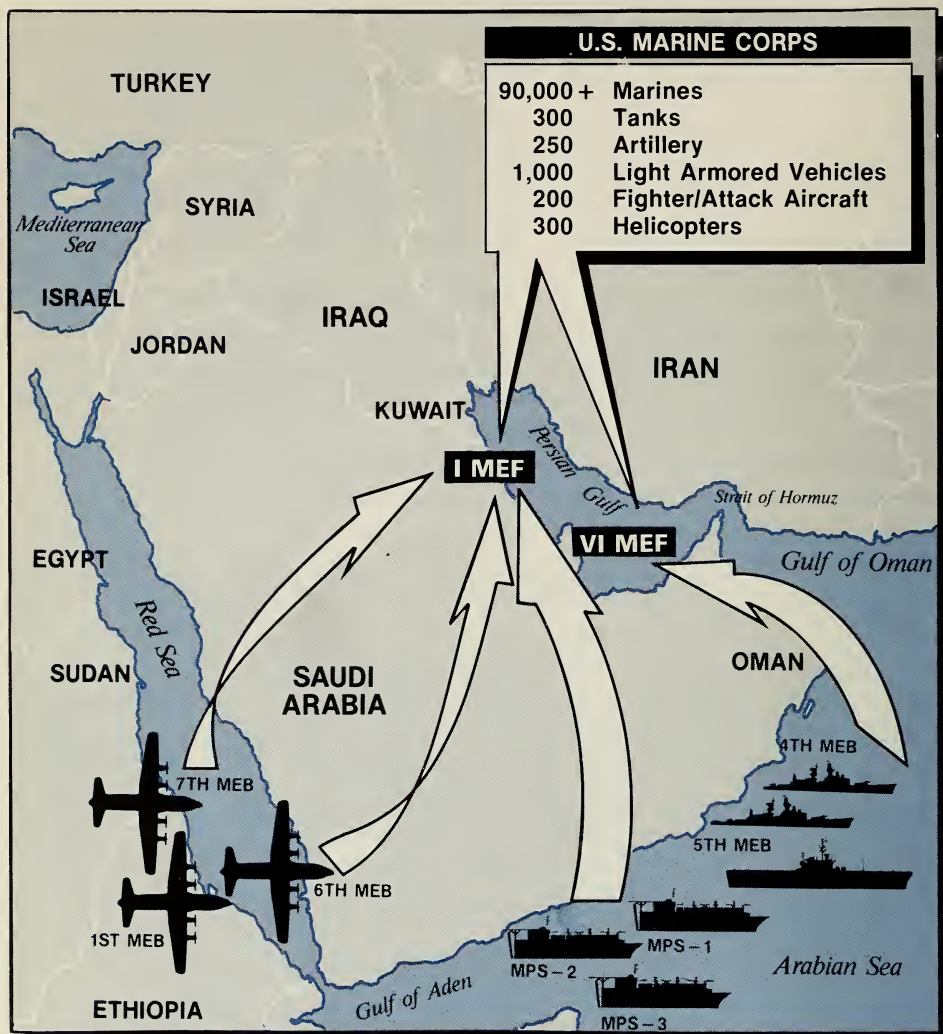 U.S. MARINE CORPS
90,000 + Marines
300 Tanks
250 Artillery
1,000 Light Armored Vehicles
200 Fighter/Attack Aircraft
300 Helicopters
TURKEY
Mediterranean
Sea
SYRIA
ISRAEL
JORDAN
IRAQ
IRAN
KUWAIT
Persian
Gulf
I MEF
Strait of Hormuz
VI MEF
Gulf of Oman
EGYPT
Red Sea
SUDAN
SAUDI
ARABIA
OMAN
4TH MEB
7TH MEB
5TH MEB
6TH MEB
1ST MEB
MPS-1
MPS-2
MPS-3
Arabian Sea
Gulf of Aden
ETHIOPIA